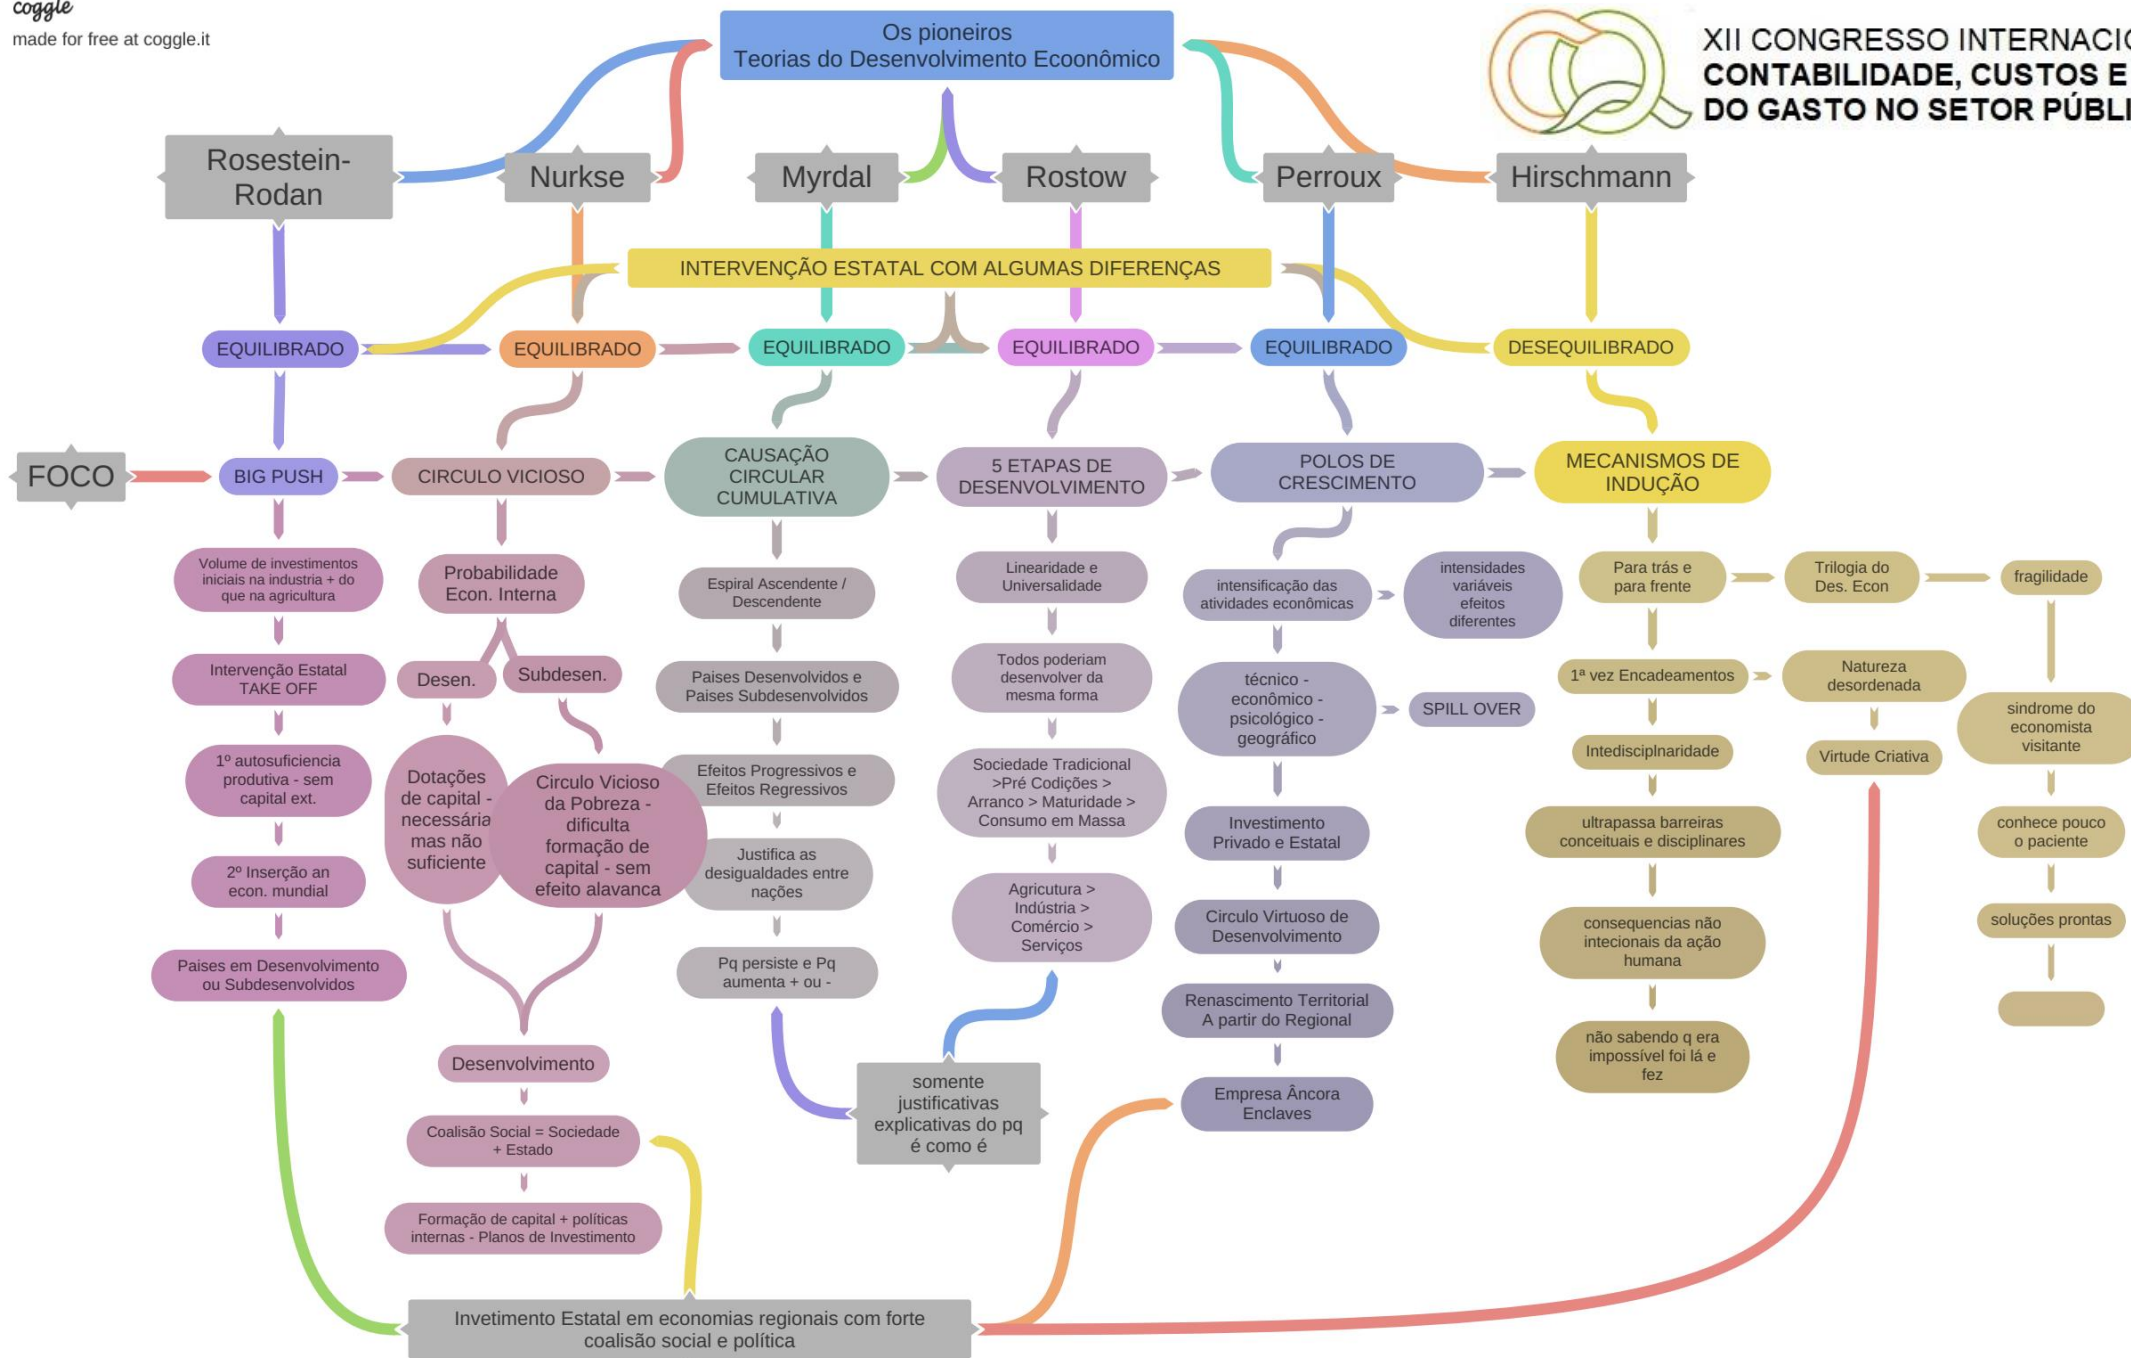 coggle
made for free at coggle.it
Os pioneiros
Teorias do Desenvolvimento Ecoonômico
XII CONGRESSO
CONTABILIDADE, CUSTOS E
DO GASTO NO SETOR
Rosestein-
Rodan
Nurkse
Myrdal
Rostow
Perroux
Hirschmann
INTERVENÇÃO ESTATAL COM ALGUMAS DIFERENÇAS
EQUILIBRADO
EQUILIBRADO
EQUILIBRADO
EQUILIBRADO
EQUILIBRADO
DESEQUILIBRADO
FOCO
BIG PUSH
CIRCULO VICIOSO
CAUSAÇÃO
CIRCULAR
CUMULATIVA
5 ETAPAS DE
DESENVOLVIMENTO
POLOS DE
CRESCIMENTO
MECANISMOS DE
INDUÇÃO
Volume de investimentos
iniciais na industria + do
que na agricultura
Intervenção Estatal
TAKE OFF
1º autosuficiencia
produtiva - sem
capital ext.
2º Inserção an
econ. mundial
Paises em Desenvolvimento
ou Subdesenvolvidos
Probabilidade
Econ. Interna
Desen.
Subdesen.
Dotações
de capital -
necessária
mas não
suficiente
Circulo Vicioso
da Pobreza -
dificulta
formação de
capital - sem
efeito alavanca
Desenvolvimento
Coalisão Social = Sociedade
+ Estado
Formação de capital + políticas
internas - Planos de Investimento
Espiral Ascendente /
Descendente
Paises Desenvolvidos e
Paises Subdesenvolvidos
Efeitos Progressivos e
Efeitos Regressivos
Justifica as
desigualdades entre
nações
Pq persiste e Pq
aumenta + ou -
Linearidade e
Universalidade
Todos poderiam
desenvolver da
mesma forma
Sociedade Tradicional
>Pré Codições >
Arranco > Maturidade >
Consumo em Massa
Agricutura >
Indústria >
Comércio >
Serviços
somente
justificativas
explicativas do pq
é como é
intensificação das
atividades econômicas
intensidades
variáveis
efeitos
diferentes
técnico -
econômico -
psicológico -
geográfico
SPILL OVER
Investimento
Privado e Estatal
Circulo Virtuoso de
Desenvolvimento
Renascimento Territorial
A partir do Regional
Empresa Âncora
Enclaves
Para trás e
para frente
Trilogia do
Des. Econ
fragilidade
1ª vez Encadeamentos
Natureza
desordenada
Intedisciplnaridade
Virtude Criativa
sindrome do
economista
visitante
ultrapassa barreiras
conceituais e disciplinares
conhece pouco
o paciente
consequencias não
intecionais da ação
humana
soluções prontas
não sabendo q era
impossível foi lá e
fez
Invetimento Estatal em economias regionais com forte
coalisão social e política